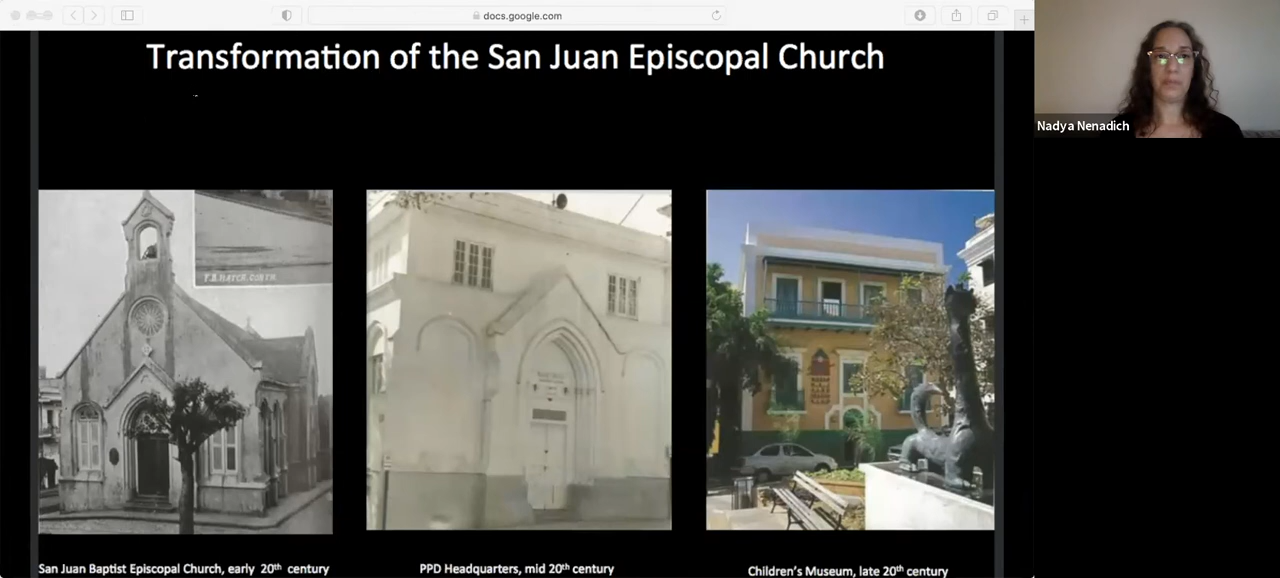 docs.google.com
Transformation of the San Juan Episcopal Church
Nadya Nenadich
San Juan Baptist Episcopal Church, early 20th century
PPD Headquarters, mid 20th century
Children's Museum, late 20th century